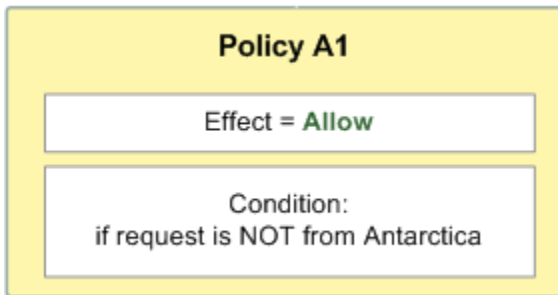 Policy A1
Effect = Allow
Condition:
if request is NOT from Antarctica